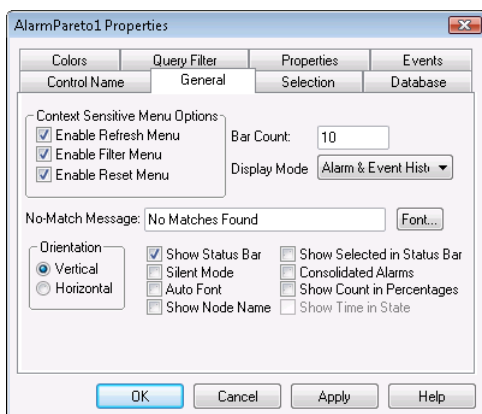 AlarmPareto1 Properties
Colors
Query Filter
Properties
Events
Control Name
General
Selection
Database
Context Sensitive Menu Options
Enable Refresh Menu
Enable Filter Menu
Enable Reset Menu
Bar Count:
10
Display Mode
Alarm & Event Hist
No-Match Message:
No Matches Found
Font...
Orientation
Vertical
Horizontal
Show Status Bar
Silent Mode
Auto Font
Show Node Name
Show Selected in Status Bar
Consolidated Alarms
Show Count in Percentages
Show Time in State
OK
Cancel
Apply
Help